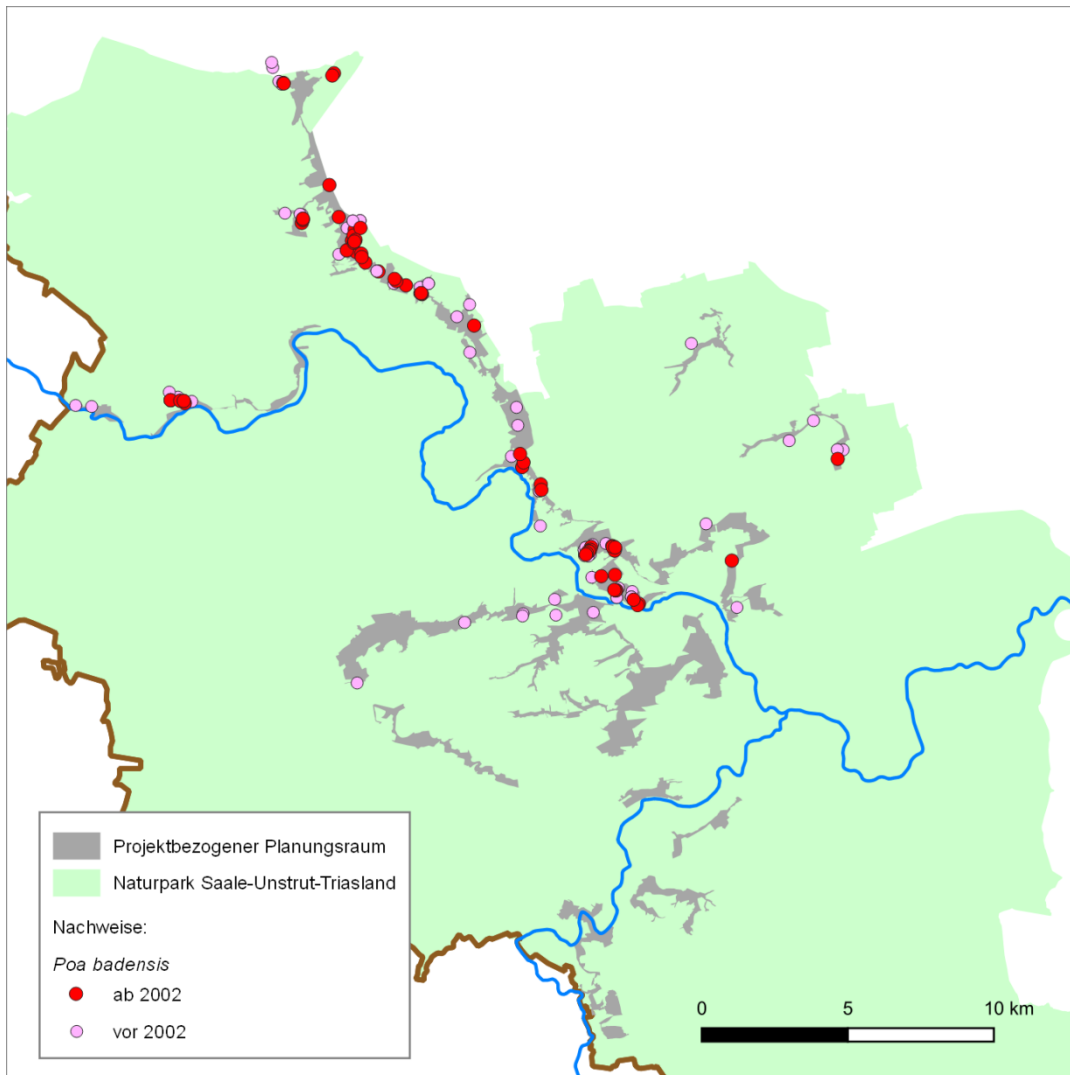 Projektbezogener Planungsraum
Naturpark Saale-Unstrut-Triasland
Nachweise:
Poa badensis
ab 2002
vor 2002
0 5 10 km